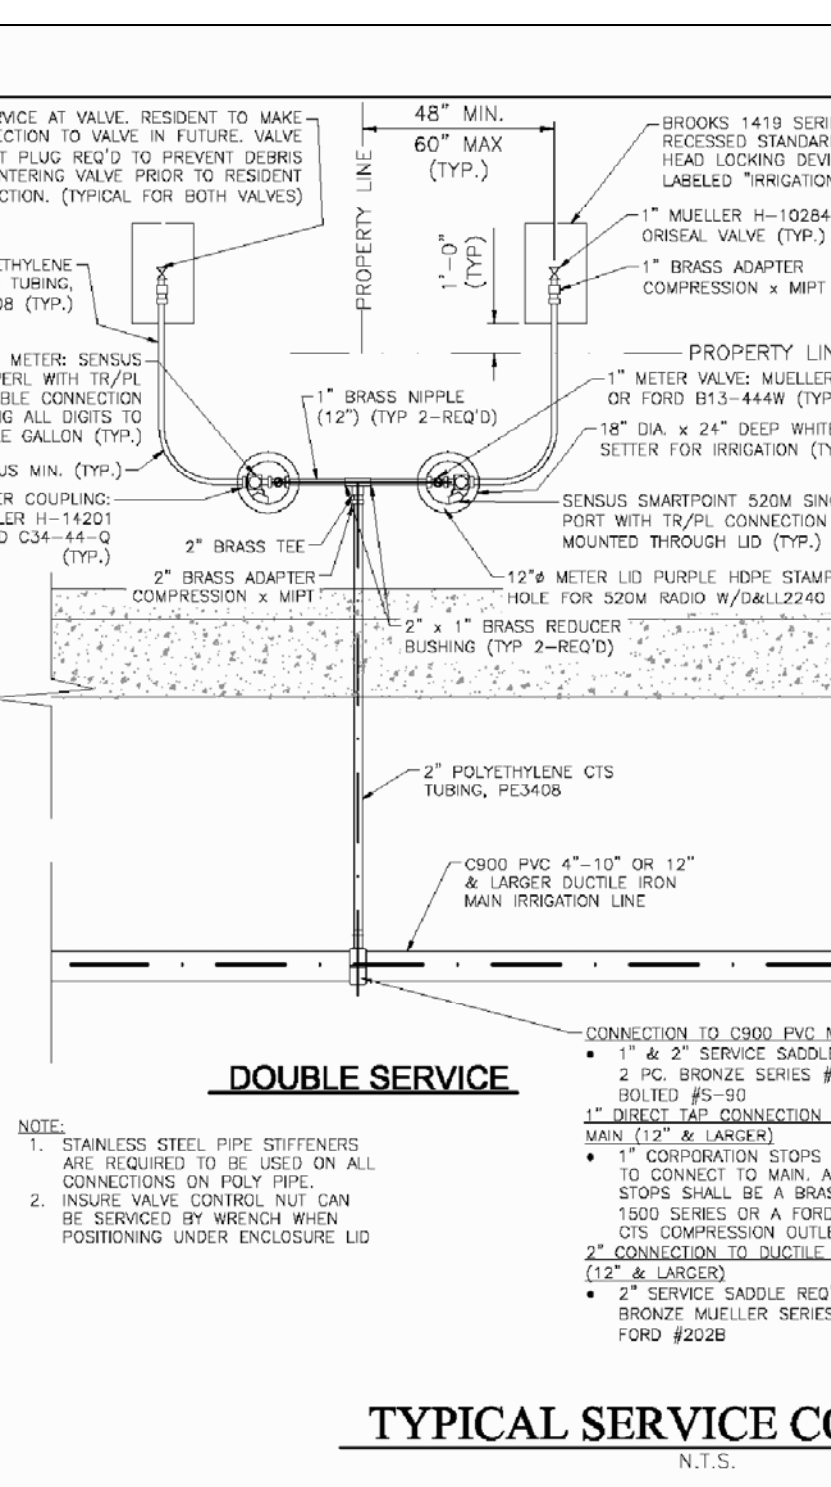 RVICE AT VALVE. RESIDENT TO MAKE
ECTION TO VALVE IN FUTURE. VALVE
T PLUG REQ'D TO PREVENT DEBRIS
NTERING VALVE PRIOR TO RESIDENT
CTION. (TYPICAL FOR BOTH VALVES)
ETHYLENE
TUBING,
08 (TYP.)
METER: SENSUS
PERL WITH TR/PL
BLE CONNECTION
NG ALL DIGITS TO
LE GALLON (TYP.)
US MIN. (TYP.)
ER COUPLING:
LER H-14201
D C34-44-Q
(TYP.)
PROPERTY LINE
48" MIN.
60" MAX
(TYP.)
1'-0"
(TYP)
BROOKS 1419 SERI
RECESSED STANDARD
HEAD LOCKING DEVI
LABELED "IRRIGATION
1" MUELLER H-10284
ORISEAL VALVE (TYP.)
1" BRASS ADAPTER
COMPRESSION x MIPT
PROPERTY LIN
1" METER VALVE: MUELLER
OR FORD B13-444W (TYP
18" DIA. x 24" DEEP WHITE
SETTER FOR IRRIGATION (TY
SENSUS SMARTPOINT 520M SING
PORT WITH TR/PL CONNECTION
MOUNTED THROUGH LID (TYP.)
12"ø METER LID PURPLE HDPE STAMP
HOLE FOR 520M RADIO W/D&LL2240
1" BRASS NIPPLE
(12") (TYP 2-REQ'D)
2" BRASS TEE
2" BRASS ADAPTER
COMPRESSION x MIPT
2" x 1" BRASS REDUCER
BUSHING (TYP 2-REQ'D)
2" POLYETHYLENE CTS
TUBING, PE3408
C900 PVC 4"-10" OR 12"
& LARGER DUCTILE IRON
MAIN IRRIGATION LINE
DOUBLE SERVICE
NOTE:
1. STAINLESS STEEL PIPE STIFFENERS
ARE REQUIRED TO BE USED ON ALL
CONNECTIONS ON POLY PIPE.
2. INSURE VALVE CONTROL NUT CAN
BE SERVICED BY WRENCH WHEN
POSITIONING UNDER ENCLOSURE LID
CONNECTION TO C900 PVC M
• 1" & 2" SERVICE SADDLE
2 PC. BRONZE SERIES #
BOLTED #S-90
1" DIRECT TAP CONNECTION
MAIN (12" & LARGER)
• 1" CORPORATION STOPS
TO CONNECT TO MAIN. A
STOPS SHALL BE A BRAS
1500 SERIES OR A FORD
CTS COMPRESSION OUTLE
2" CONNECTION TO DUCTILE
(12" & LARGER)
• 2" SERVICE SADDLE REQ'
BRONZE MUELLER SERIES
FORD #202B
TYPICAL SERVICE CO
N.T.S.